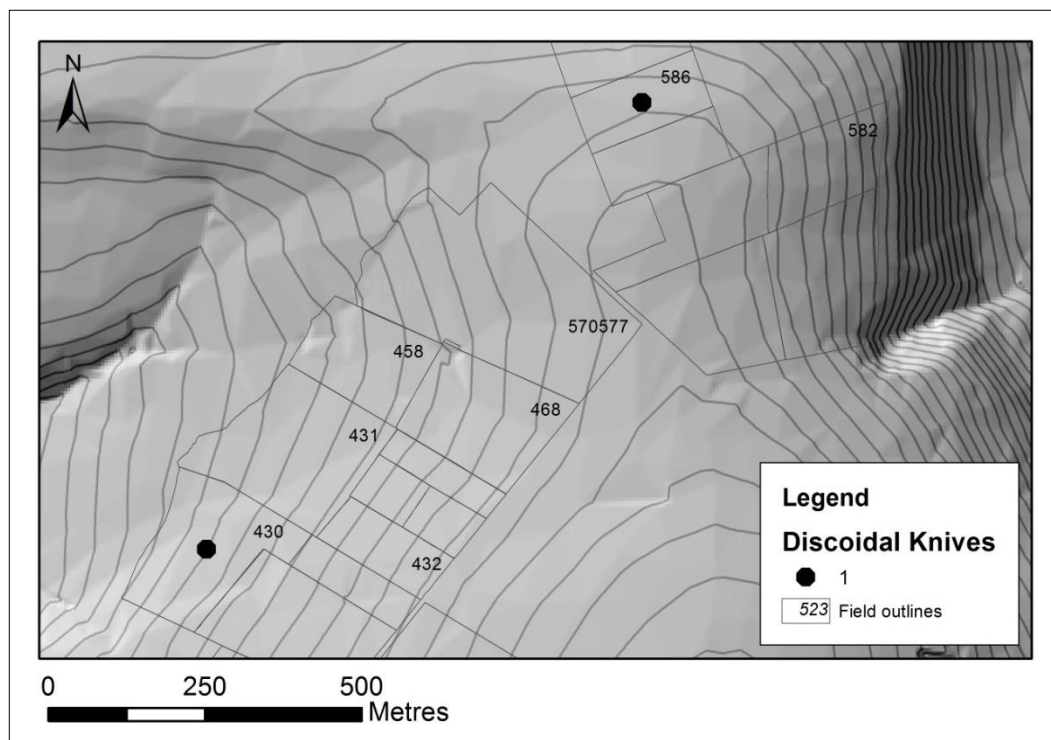 N
586
582
570577
458
468
431
430
432
Legend
Discoidal Knives
1
523 Field outlines
0 250 500
Metres